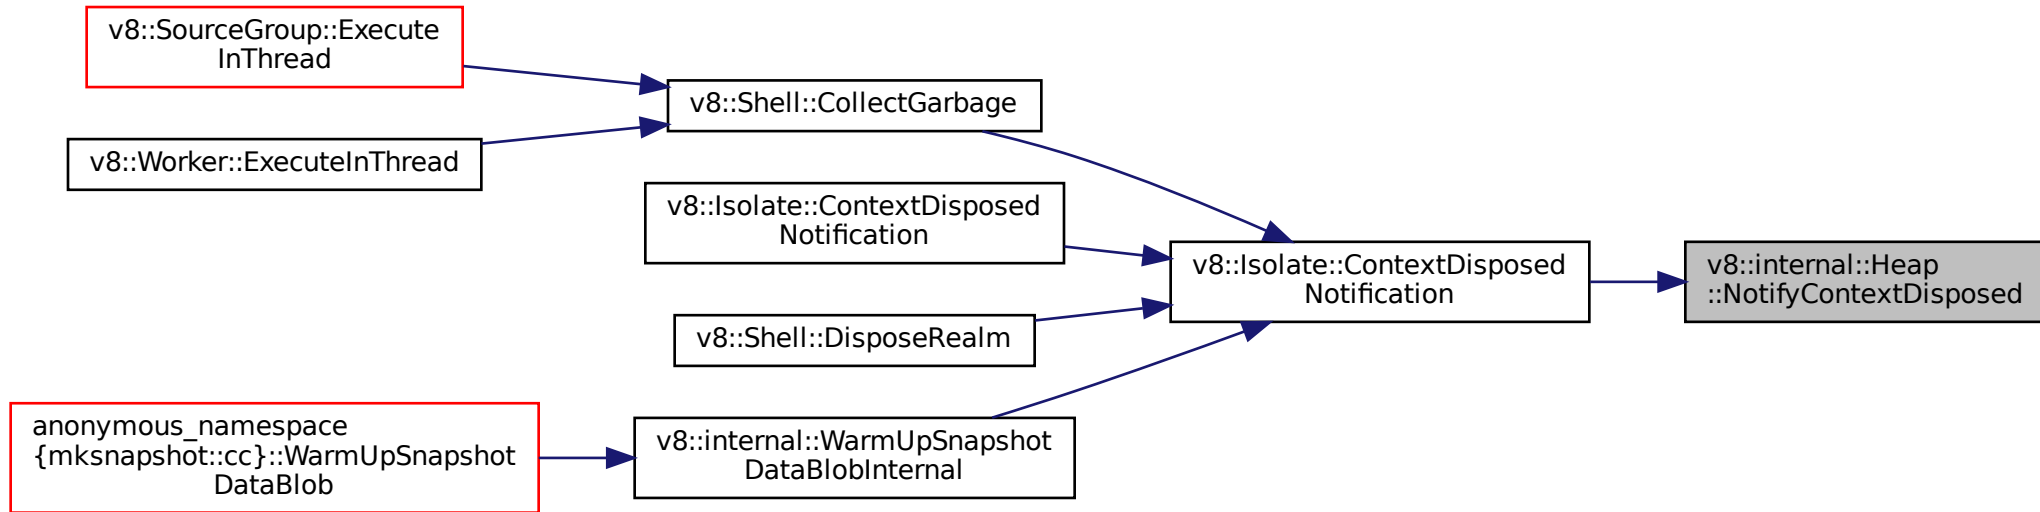 v8::SourceGroup::Execute
InThread
v8::Shell::CollectGarbage
v8::Worker::ExecuteInThread
v8::Isolate::ContextDisposed
Notification
v8::Isolate::ContextDisposed
Notification
v8::internal::Heap
::NotifyContextDisposed
v8::Shell::DisposeRealm
anonymous_namespace
{mksnapshot::cc}::WarmUpSnapshot
DataBlob
v8::internal::WarmUpSnapshot
DataBlobInternal